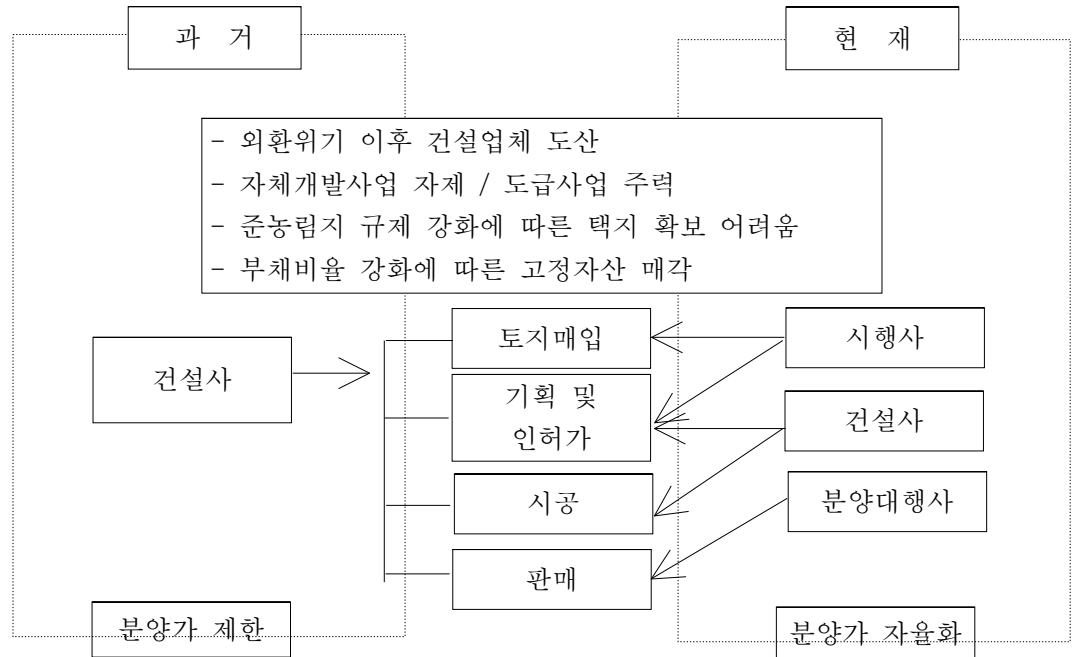 과 거
현 재
- 외환위기 이후 건설업체 도산
- 자체개발사업 자제 / 도급사업 주력
- 준농림지 규제 강화에 따른 택지 확보 어려움
- 부채비율 강화에 따른 고정자산 매각
건설사
토지매입
기획 및
인허가
시공
판매
시행사
건설사
분양대행사
분양가 제한
분양가 자율화